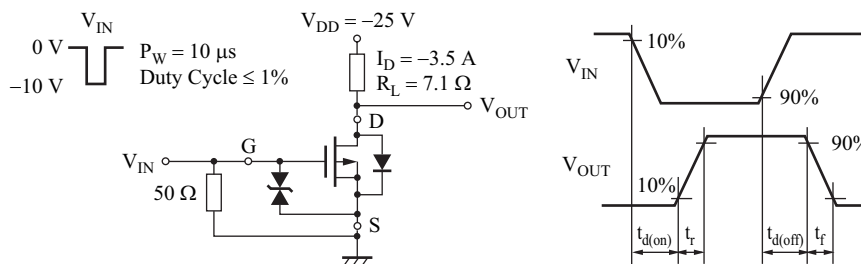 V_IN
0 V
−10 V
P_W = 10 μs
Duty Cycle ≤ 1%
V_DD = −25 V
I_D = −3.5 A
R_L = 7.1 Ω
V_OUT
D
G
V_IN
50 Ω
S
V_IN
10%
90%
V_OUT
10%
90%
t_d(on)
t_r
t_d(off)
t_f